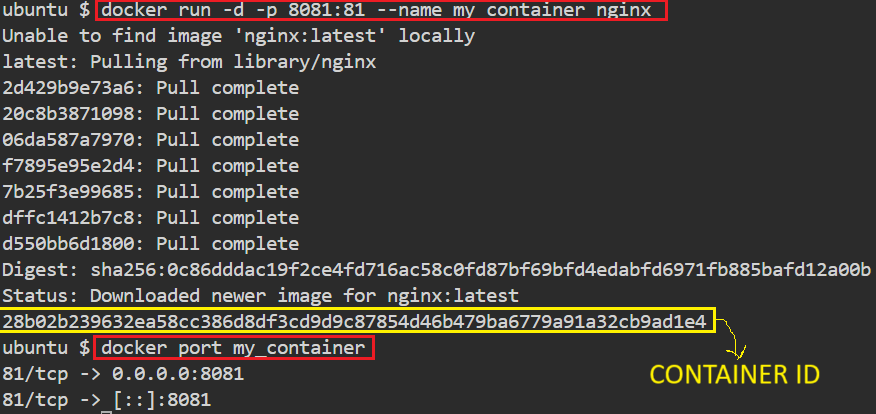 ubuntu $ docker run -d -p 8081:81 --name my_container nginx
Unable to find image 'nginx:latest' locally
latest: Pulling from library/nginx
2d429b9e73a6: Pull complete
20c8b3871098: Pull complete
06da587a7970: Pull complete
f7895e95e2d4: Pull complete
7b25f3e99685: Pull complete
dffc1412b7c8: Pull complete
d550bb6d1800: Pull complete
Digest: sha256:0c86dddac19f2ce4fd716ac58c0fd87bf69bfd4edabfd6971fb885bafd12a00b
Status: Downloaded newer image for nginx:latest
28b02b239632ea58cc386d8df3cd9d9c87854d46b479ba6779a91a32cb9ad1e4
ubuntu $ docker port my_container
81/tcp -> 0.0.0.0:8081
CONTAINER ID
81/tcp -> [::]:8081